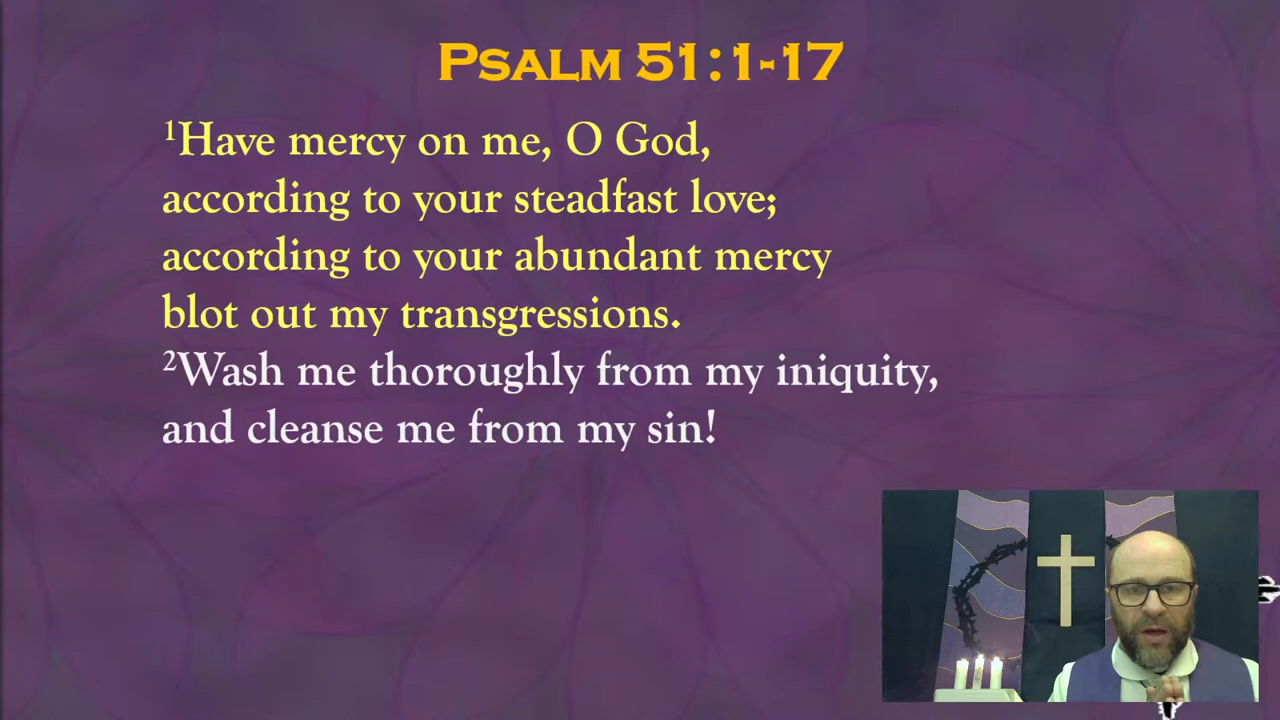 Psalm 51:1-17
¹Have mercy on me, O God,
according to your steadfast love;
according to your abundant mercy
blot out my transgressions.
²Wash me thoroughly from my iniquity,
and cleanse me from my sin!